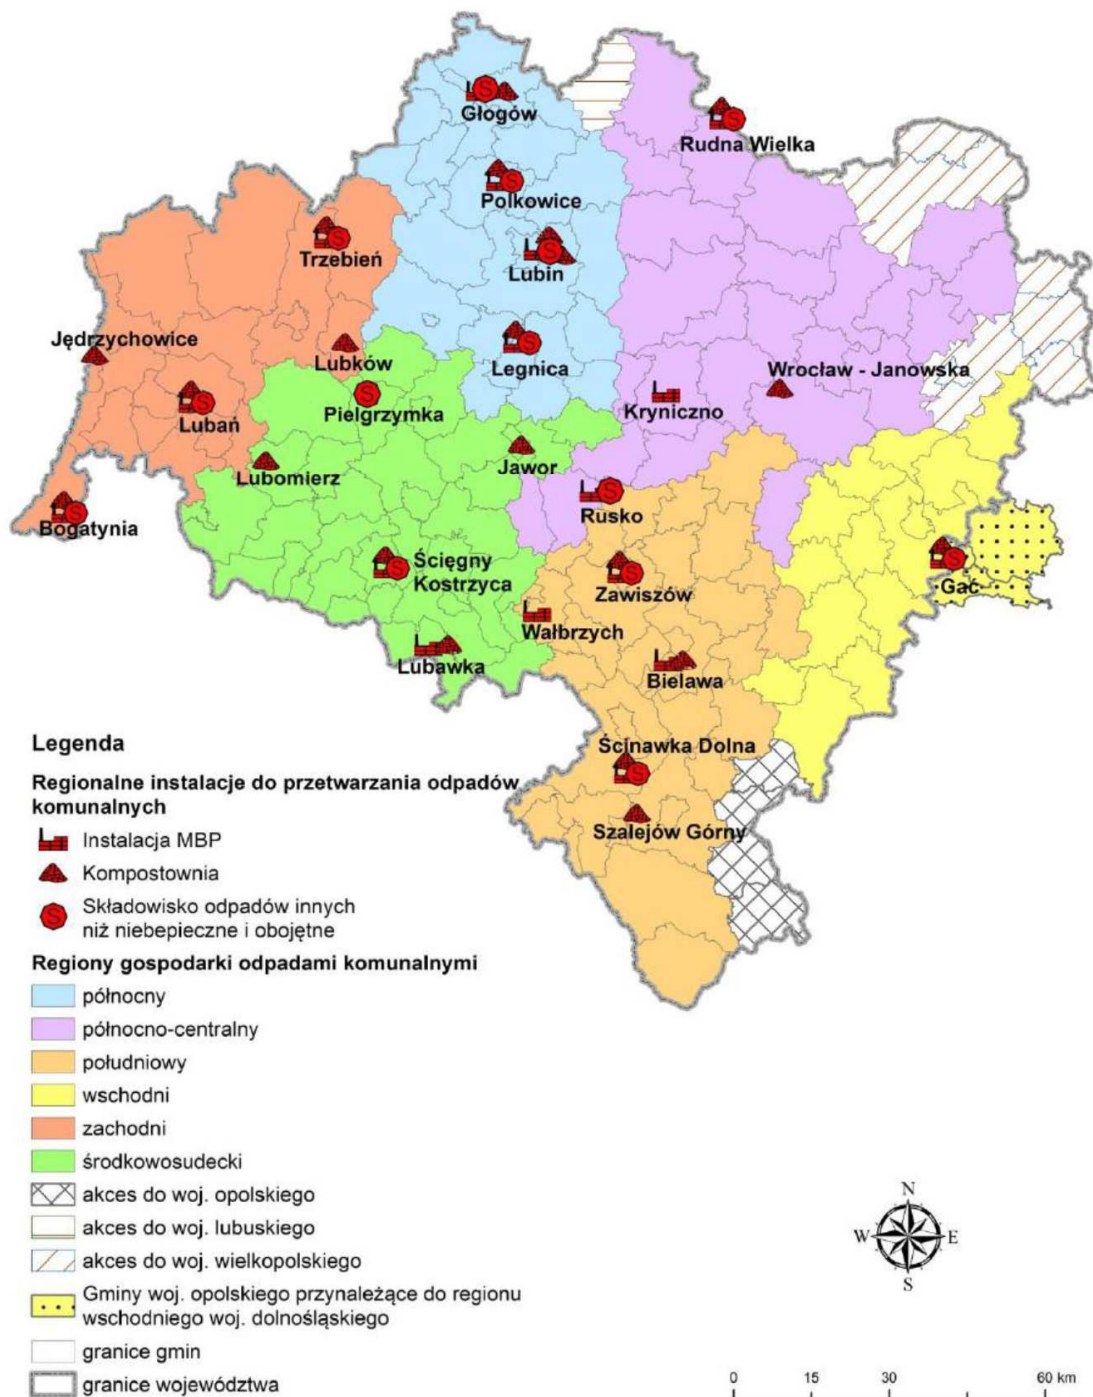 Głogów
Rudna Wielka
Polkowice
Trzebień
Lubin
Jędrzychowice
Lubków
Legnica
Wrocław - Janowska
Kryniczno
Pielgrzymka
Lubań
Jawor
Lubomierz
Rusko
Bogatynia
Ścięgny
Kostrzyca
Zawiszów
Gać
Wałbrzych
Lubawka
Bielawa
Ścinawka Dolna
Szalejów Górny
Legenda
Regionalne instalacje do przetwarzania odpadów
komunalnych
Instalacja MBP
Kompostownia
S Składowisko odpadów innych
niż niebepieczne i obojętne
Regiony gospodarki odpadami komunalnymi
północny
północno-centralny
południowy
wschodni
zachodni
środkowosudecki
akces do woj. opolskiego
akces do woj. lubuskiego
akces do woj. wielkopolskiego
Gminy woj. opolskiego przynależące do regionu
wschodniego woj. dolnośląskiego
granice gmin
granice województwa
N
W E
S
0 15 30 60 km